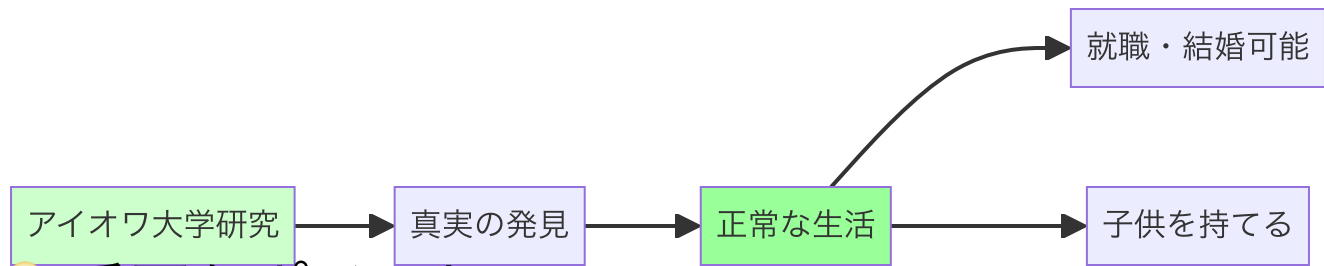 就職・結婚可能
アイオワ大学研究
真実の発見
正常な生活
子供を持てる